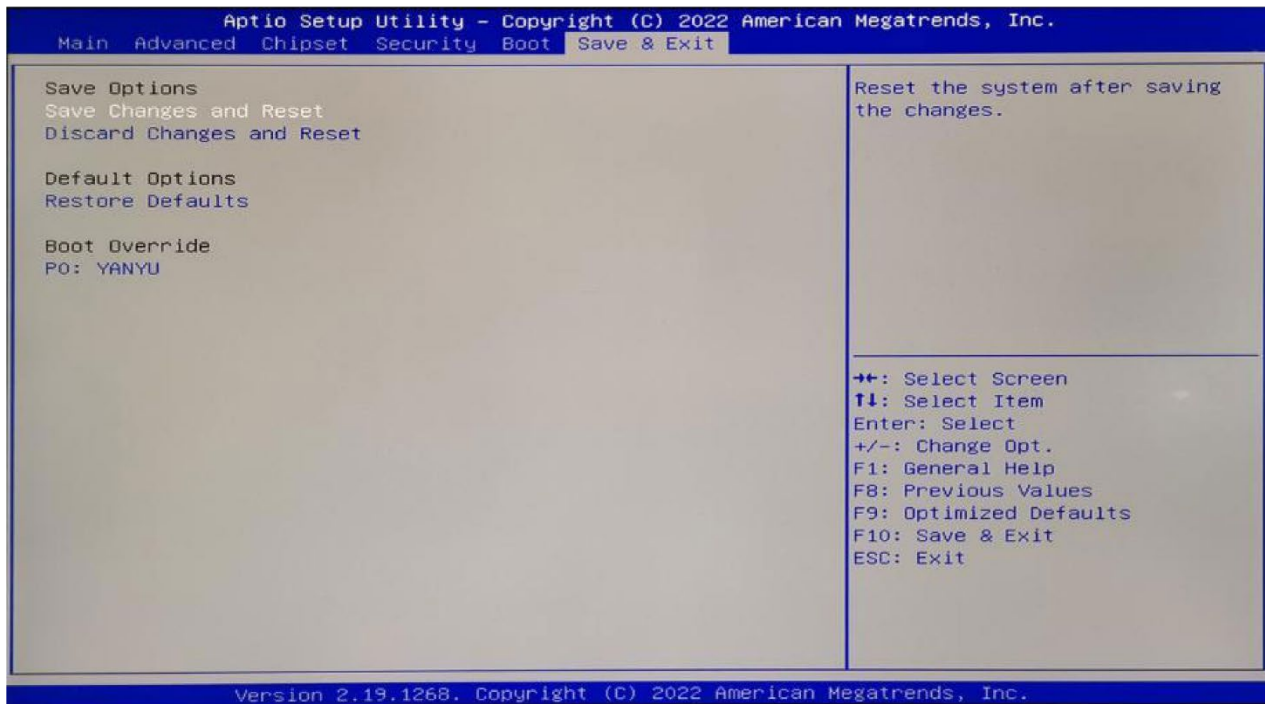 Aptio Setup Utility – Copyright (C) 2022 American Megatrends, Inc.
Main Advanced Chipset Security Boot Save & Exit
Save Options
Save Changes and Reset
Discard Changes and Reset
Default Options
Restore Defaults
Boot Override
PO: YANYU
Reset the system after saving
the changes.
→←: Select Screen
↑↓: Select Item
Enter: Select
+/-: Change Opt.
F1: General Help
F8: Previous Values
F9: Optimized Defaults
F10: Save & Exit
ESC: Exit
Version 2.19.1268. Copyright (C) 2022 American Megatrends, Inc.